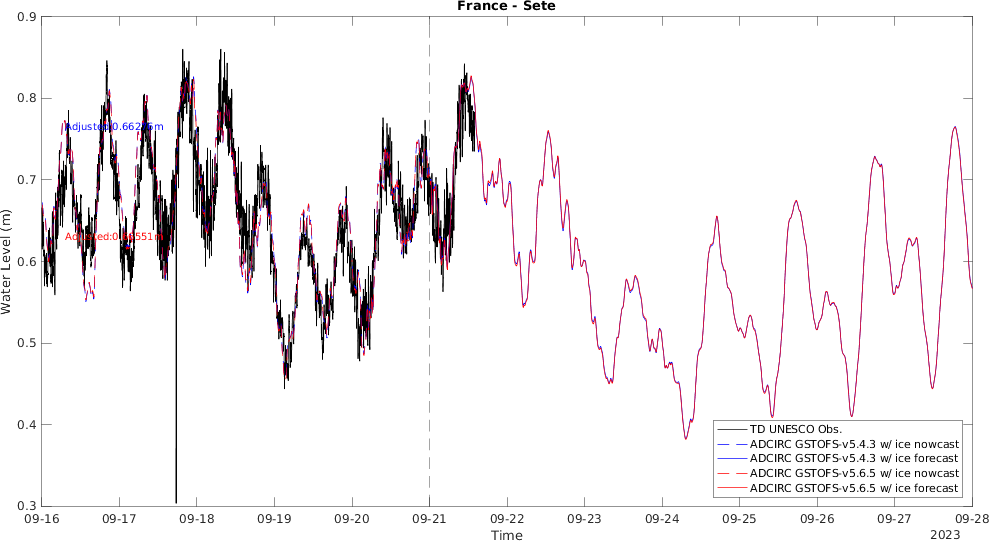 France - Sete
0.9
0.8
0.7
0.6
0.5
0.4
0.3
Water Level (m)
Adjusted:
TD UNESCO Obs.
ADCIRC GSTOFS-v5.4.3 w/ ice nowcast
ADCIRC GSTOFS-v5.4.3 w/ ice forecast
ADCIRC GSTOFS-v5.6.5 w/ ice nowcast
ADCIRC GSTOFS-v5.6.5 w/ ice forecast
09-16 09-17 09-18 09-19 09-20 09-21 09-22 09-23 09-24 09-25 09-26 09-27 09-28
Time
2023